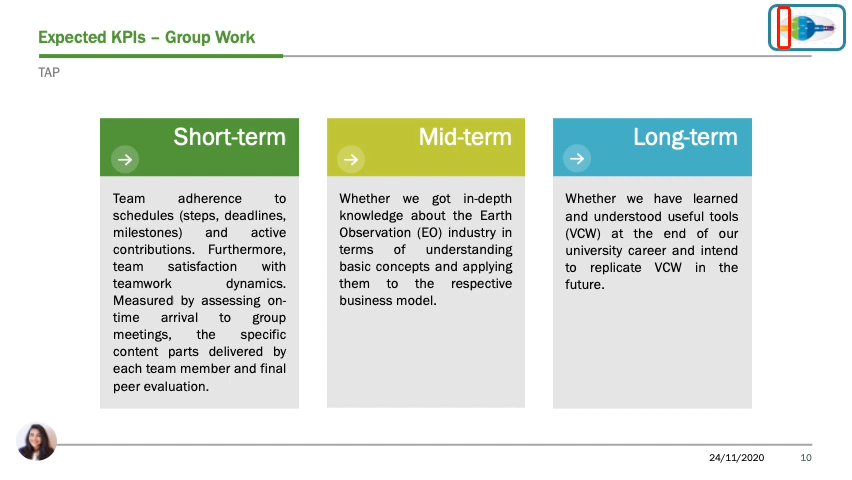 Expected KPIs – Group Work
TAP
Short-term
Team adherence to
schedules (steps, deadlines,
milestones) and active
contributions. Furthermore,
team satisfaction with
teamwork dynamics.
Measured by assessing on-
time arrival to group
meetings, the specific
content parts delivered by
each team member and final
peer evaluation.
Mid-term
Whether we got in-depth
knowledge about the Earth
Observation (EO) industry in
terms of understanding
basic concepts and applying
them to the respective
business model.
Long-term
Whether we have learned
and understood useful tools
(VCW) at the end of our
university career and intend
to replicate VCW in the
future.
24/11/2020
10